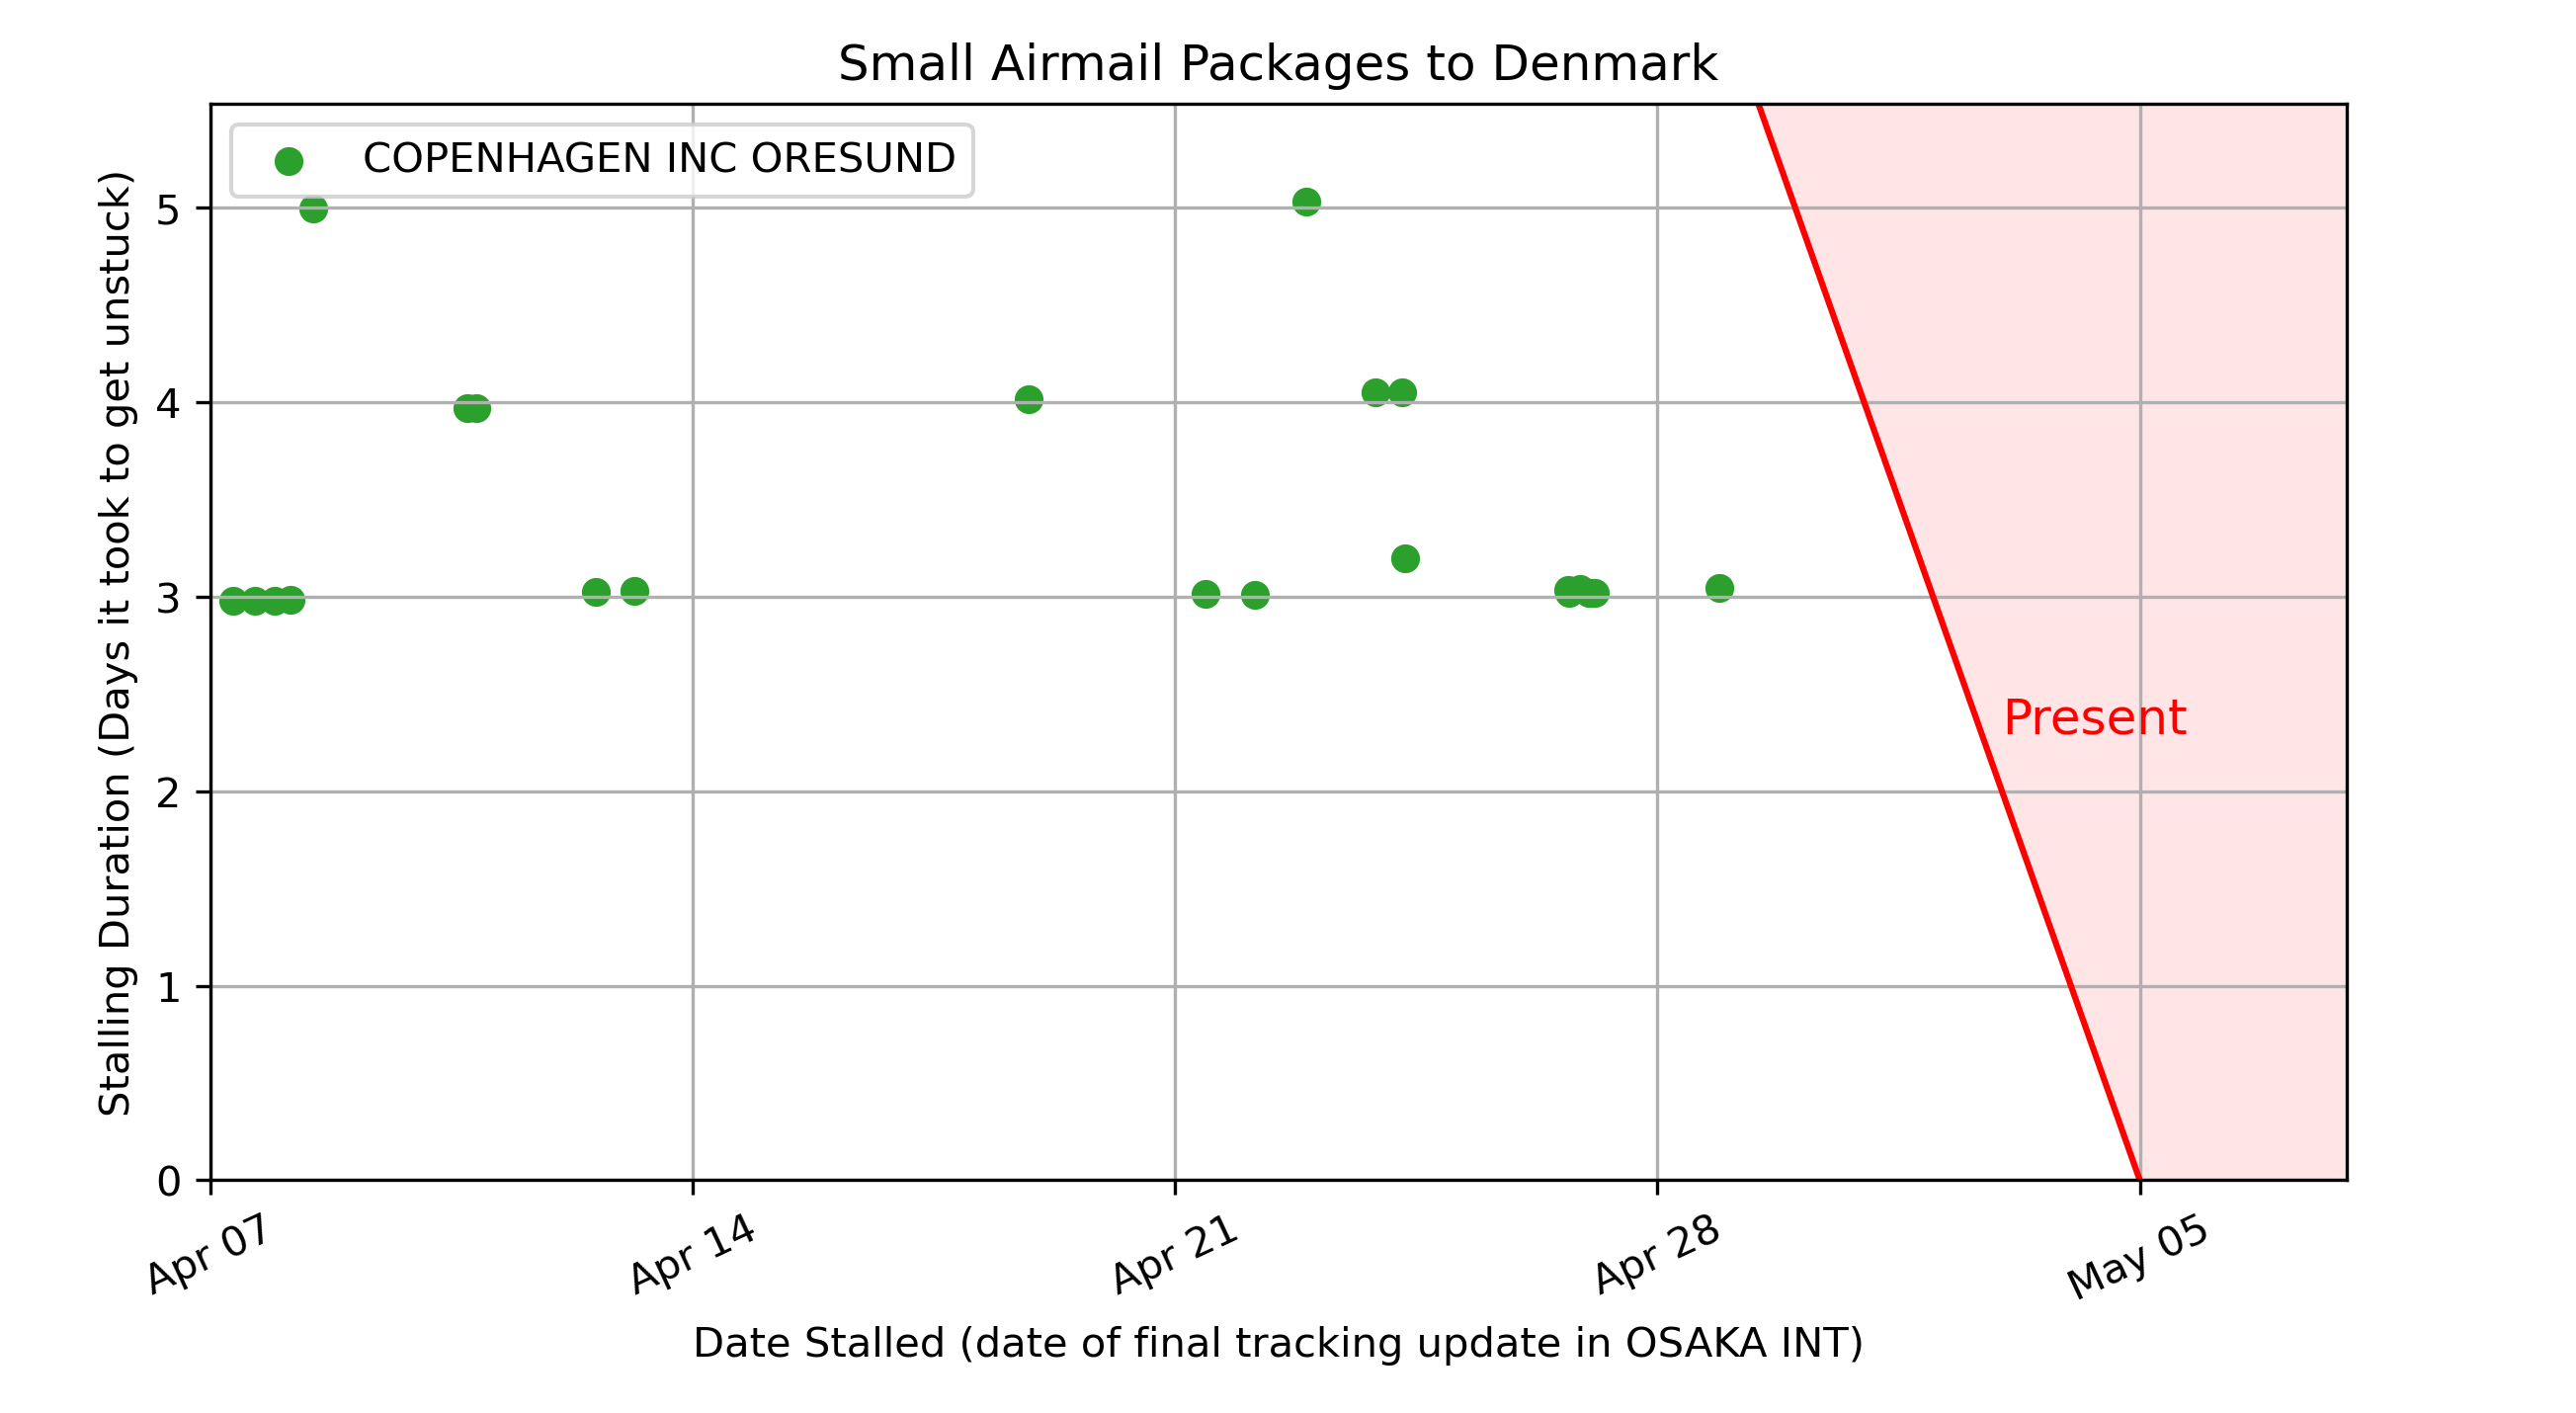 Small Airmail Packages to Denmark
COPENHAGEN INC ORESUND
Stalling Duration (Days it took to get unstuck)
5
4
3
2
1
0
Present
Apr 07
Apr 14
Apr 21
Apr 28
May 05
Date Stalled (date of final tracking update in OSAKA INT)